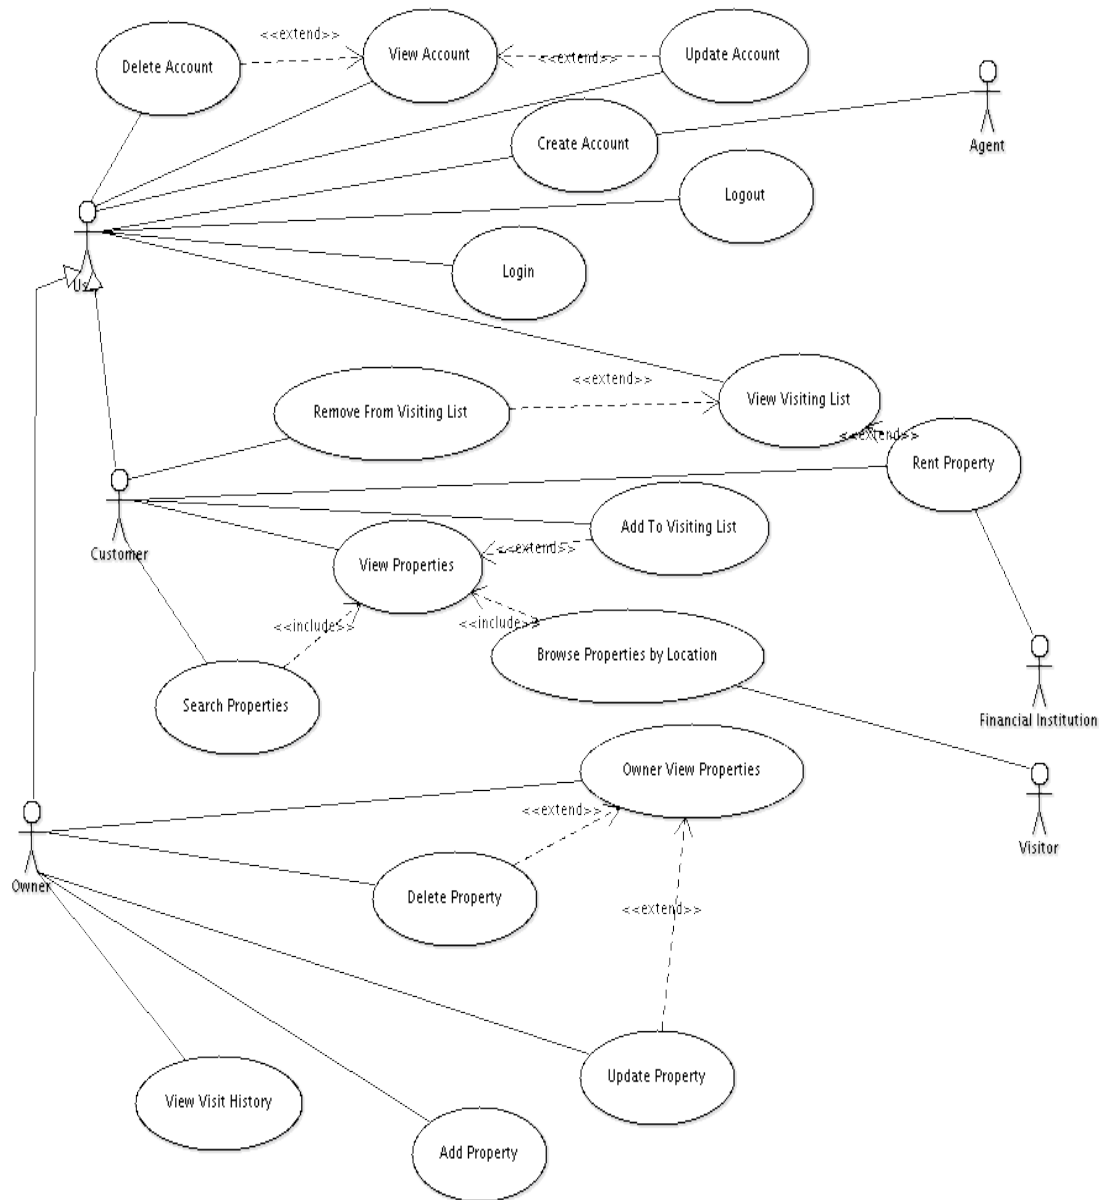 <<extend>>
View Account
Update Account
Delete Account
<<extend>>
Create Account
Agent
Logout
Login
<<extend>>
View Visiting List
Remove From Visiting List
<<extend>>
Rent Property
Add To Visiting List
Customer
<<extend>>
View Properties
<<include>>
<<include>>
Browse Properties by Location
Search Properties
Financial Institution
Owner View Properties
<<extend>>
Visitor
Owner
Delete Property
<<extend>>
Update Property
View Visit History
Add Property